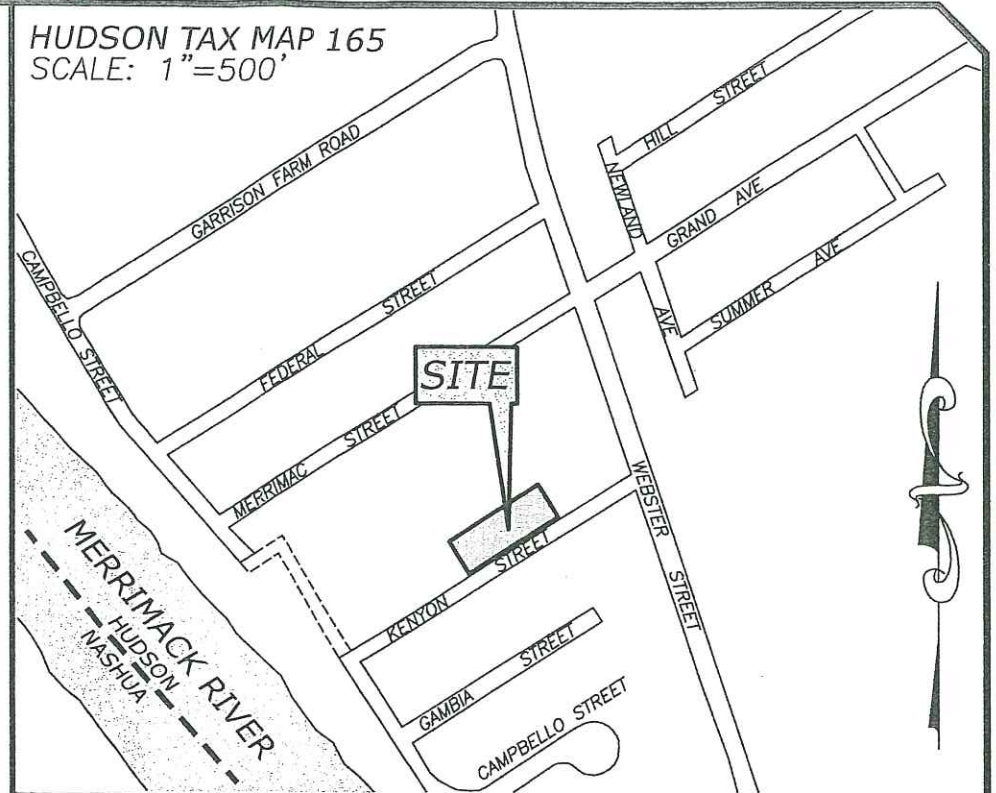 HUDSON TAX MAP 165
SCALE: 1"=500'
GARRISON FARM ROAD
HILL STREET
NEWLAND AVE
GRAND AVE
SUMMER AVE
CAMPBELLO STREET
FEDERAL STREET
SITE
MERRIMAC STREET
WEBSTER STREET
KENYON STREET
MERRIMACK RIVER
HUDSON
NASHUA
GAMBIA STREET
CAMPBELLO STREET